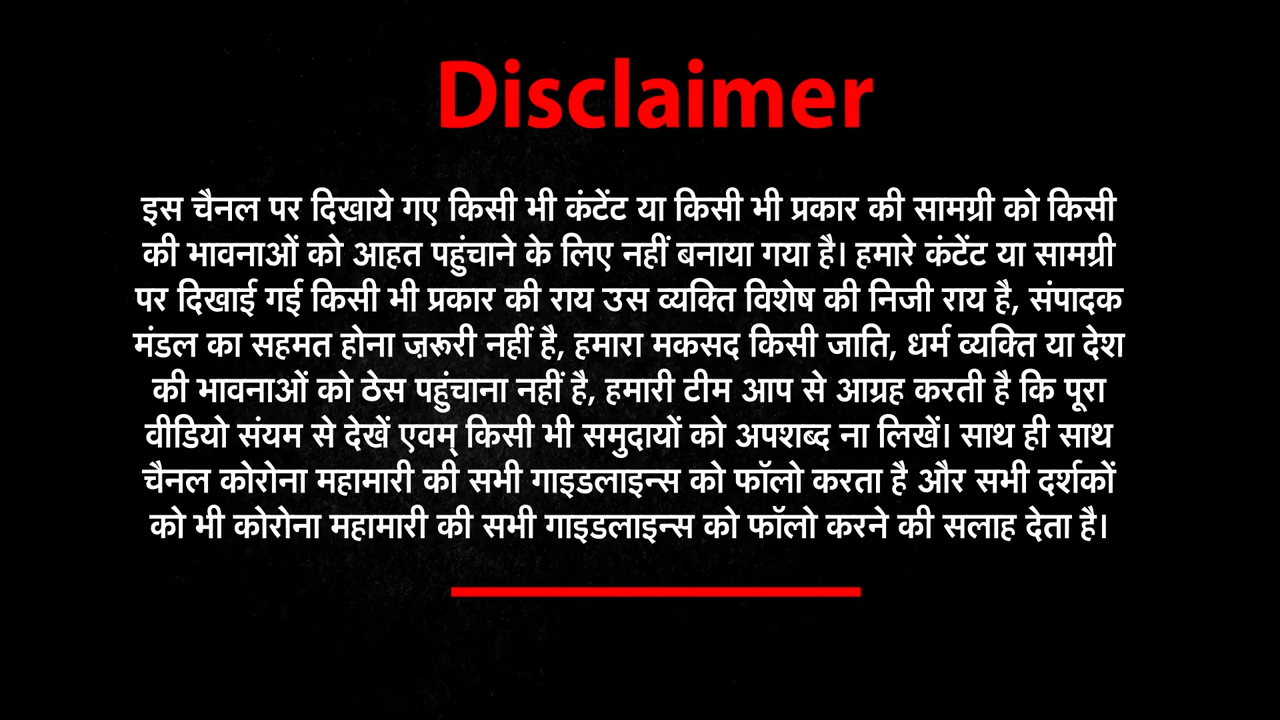 Disclaimer
इस चैनल पर दिखाये गए किसी भी कंटेंट या किसी भी प्रकार की सामग्री को किसी
की भावनाओं को आहत पहुंचाने के लिए नहीं बनाया गया है। हमारे कंटेंट या सामग्री
पर दिखाई गई किसी भी प्रकार की राय उस व्यक्ति विशेष की निजी राय है, संपादक
मंडल का सहमत होना ज़रूरी नहीं है, हमारा मकसद किसी जाति, धर्म व्यक्ति या देश
की भावनाओं को ठेस पहुंचाना नहीं है, हमारी टीम आप से आग्रह करती है कि पूरा
वीडियो संयम से देखें एवम् किसी भी समुदायों को अपशब्द ना लिखें। साथ ही साथ
चैनल कोरोना महामारी की सभी गाइडलाइन्स को फॉलो करता है और सभी दर्शकों
को भी कोरोना महामारी की सभी गाइडलाइन्स को फॉलो करने की सलाह देता है।